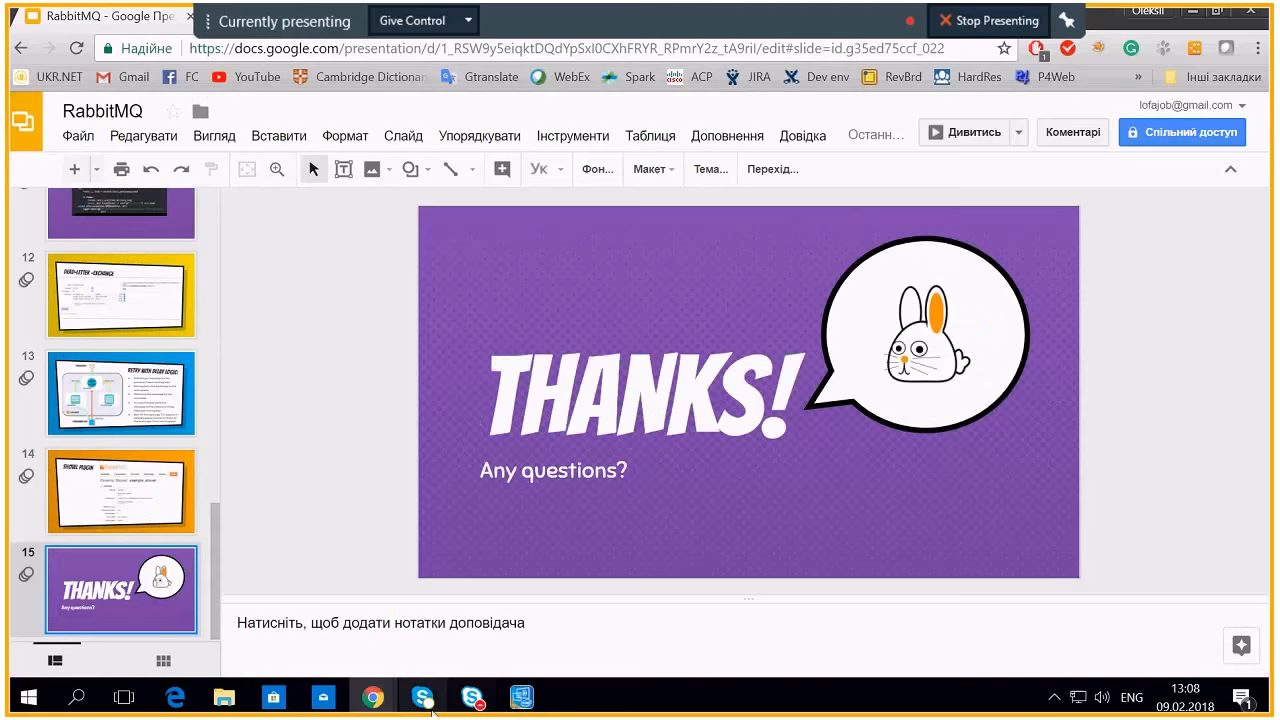 RabbitMQ - Google Пре
Currently presenting
Give Control
Stop Presenting
Oleksii
Надійне
https://docs.google.com/presentation/d/1_RSW9y5eiqktDQdYpSxI0CXhFRYR_RPmrY2z_tA9riI/edit#slide=id.g35ed75ccf_022
1
UKR.NET
Gmail
FC
YouTube
Cambridge Dictionar
Gtranslate
WebEx
Spark
ACP
JIRA
Dev env
RevBrd
HardRes
P4Web
»
Інші закладки
RabbitMQ
lofajob@gmail.com
Файл
Редагувати
Вигляд
Вставити
Формат
Слайд
Упорядкувати
Інструменти
Таблиця
Доповнення
Довідка
Останн...
Дивитись
Коментарі
Спільний доступ
Ук
Фон...
Макет
Тема...
Перехід...
12
DEAD-LETTER-EXCHANGE
13
RETRY WITH DELAY LOGIC
14
SHOVEL PLUGIN
15
THANKS!
Any questions?
THANKS!
Any questions?
Натисніть, щоб додати нотатки доповідача
ENG
13:08
09.02.2018
1